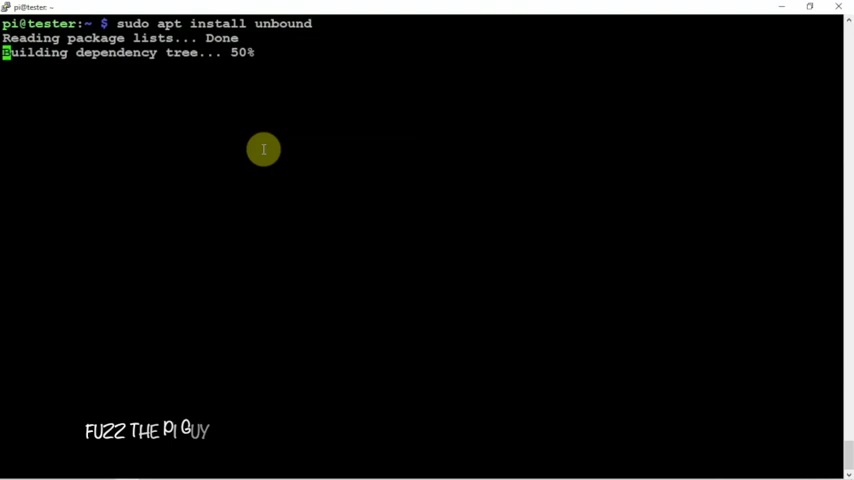 pi@tester: ~
pi@tester:~ $ sudo apt install unbound
Reading package lists... Done
Building dependency tree... 50%
FUZZ THE PI GUY